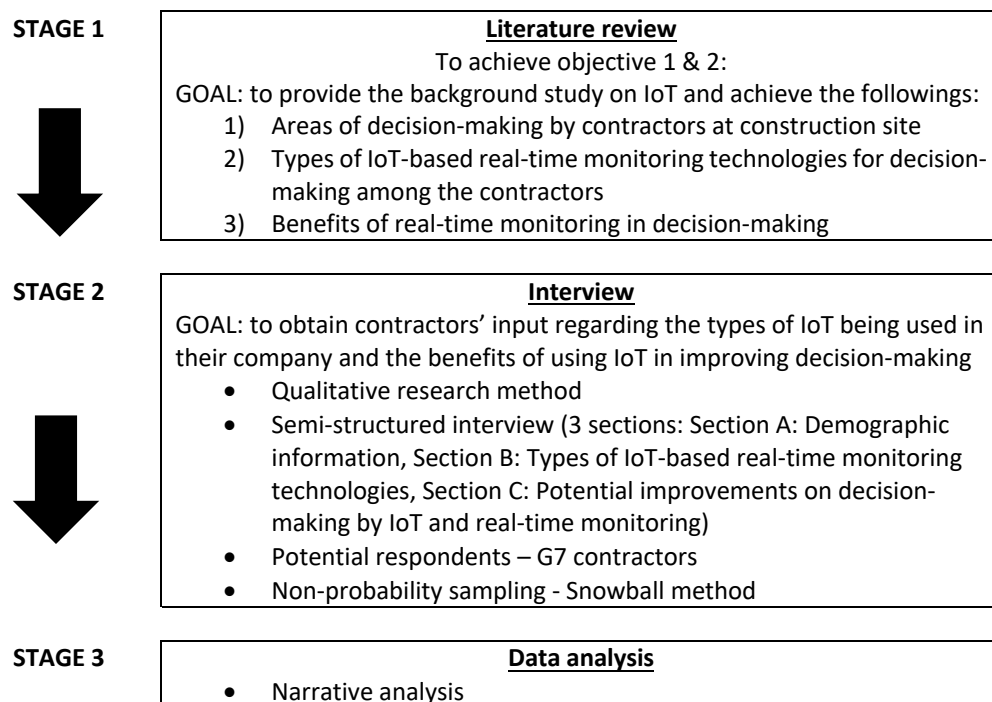 STAGE 1
Literature review
To achieve objective 1 & 2:
GOAL: to provide the background study on IoT and achieve the followings:
1) Areas of decision-making by contractors at construction site
2) Types of IoT-based real-time monitoring technologies for decision-
making among the contractors
3) Benefits of real-time monitoring in decision-making
STAGE 2
Interview
GOAL: to obtain contractors’ input regarding the types of IoT being used in
their company and the benefits of using IoT in improving decision-making
• Qualitative research method
• Semi-structured interview (3 sections: Section A: Demographic
information, Section B: Types of IoT-based real-time monitoring
technologies, Section C: Potential improvements on decision-
making by IoT and real-time monitoring)
• Potential respondents – G7 contractors
• Non-probability sampling - Snowball method
STAGE 3
Data analysis
• Narrative analysis